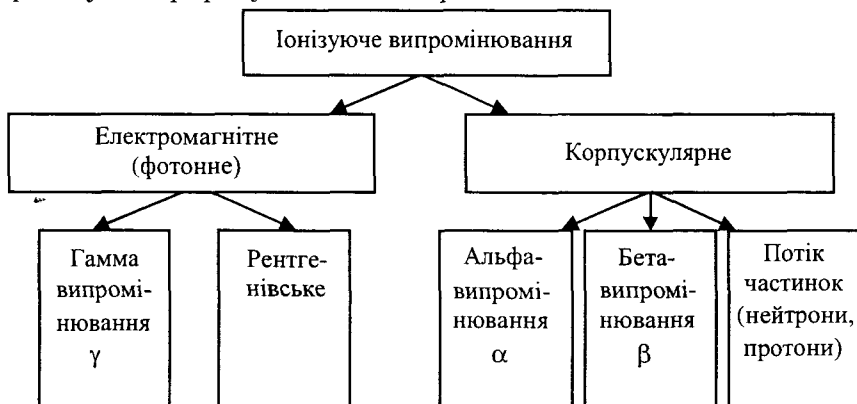 Іонізуюче випромінювання
Електромагнітне
(фотонне)
Корпускулярне
Гамма
випромі-
нювання
γ
Рентге-
нівське
Альфа-
випромі-
нювання
α
Бета-
випромі-
нювання
β
Потік
частинок
(нейтрони,
протони)